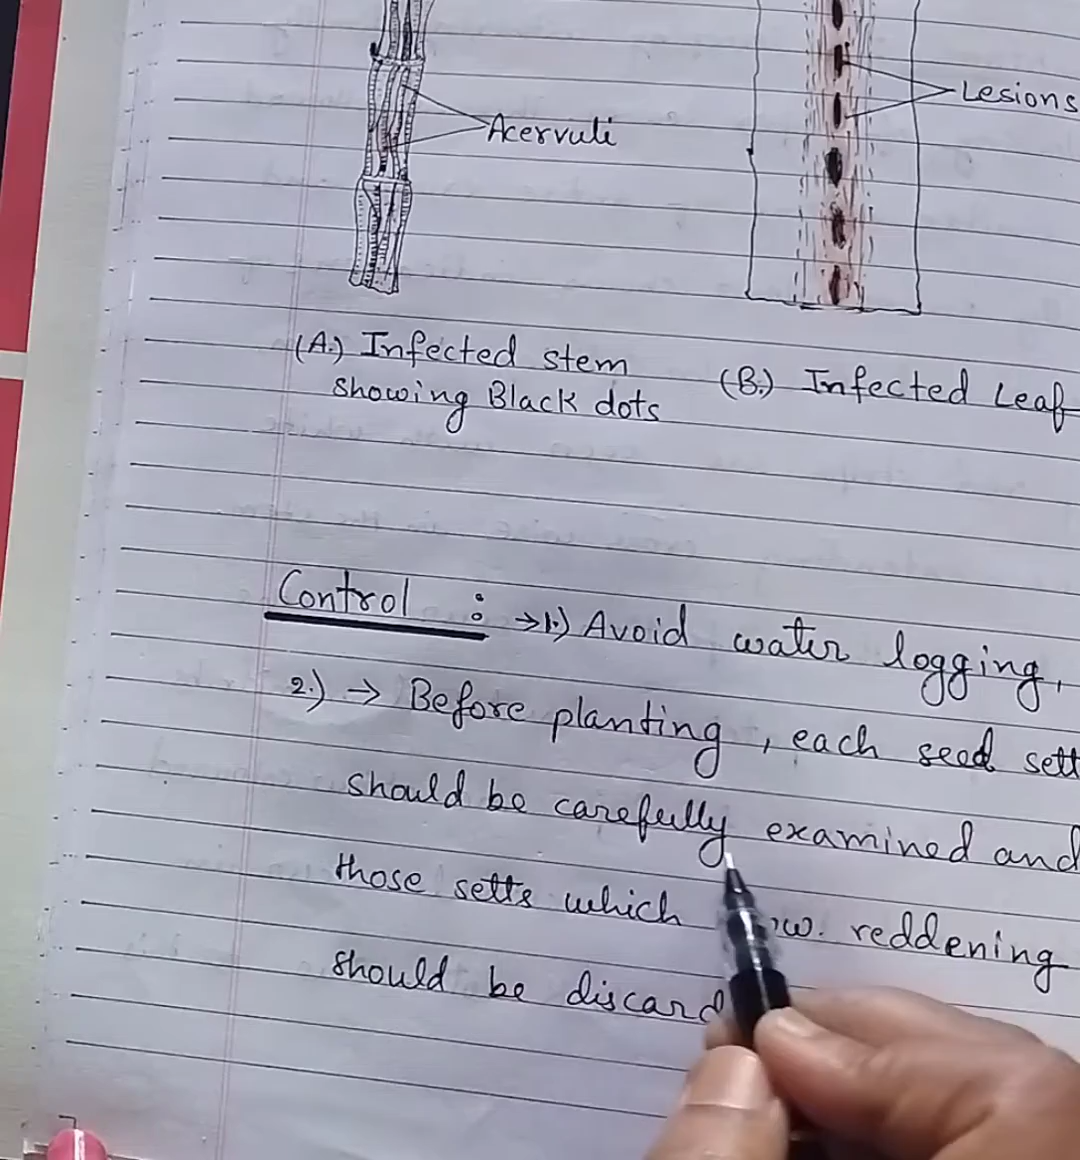 Lesions
Acervuli
(A.) Infected stem
showing Black dots
(B.) Infected Leaf
Control : →1.) Avoid water logging,
2.) → Before planting, each seed sett
should be carefully examined and
those setts which reddening
should be